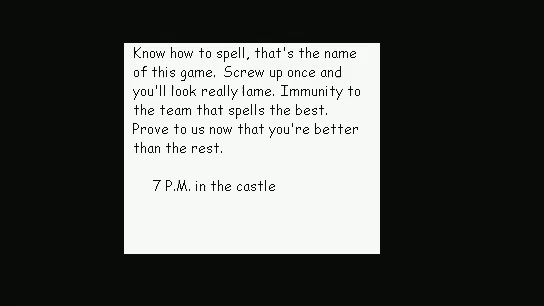 Know how to spell, that's the name
of this game. Screw up once and
you'll look really lame. Immunity to
the team that spells the best.
Prove to us now that you're better
than the rest.
7 P.M. in the castle